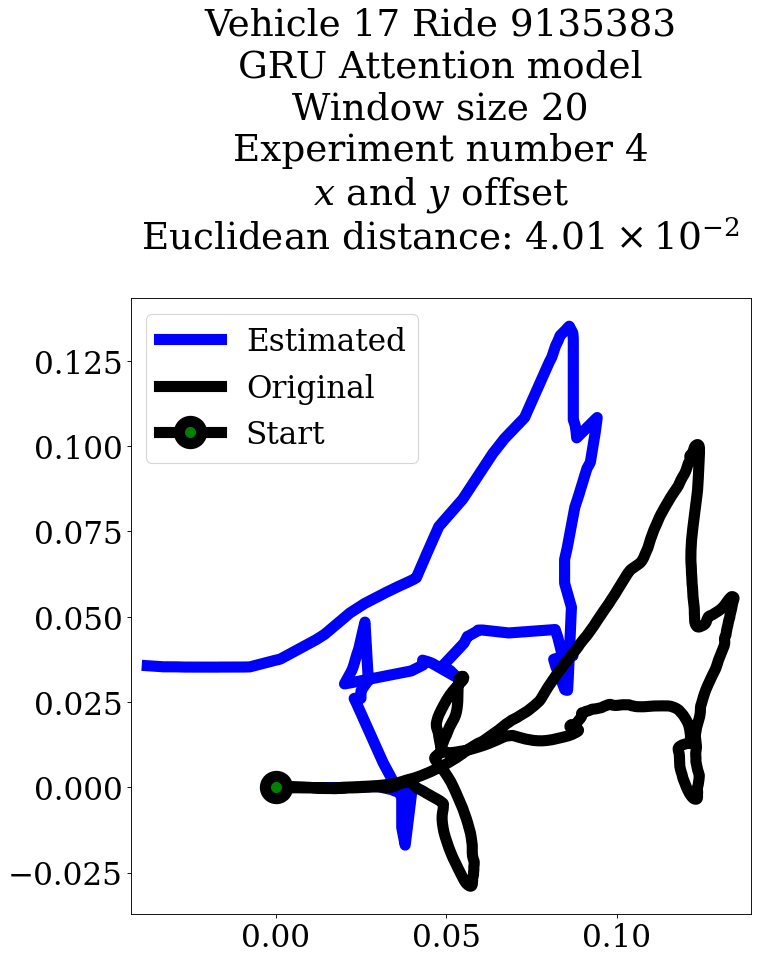 Vehicle 17 Ride 9135383
GRU Attention model
Window size 20
Experiment number 4
x and y offset
Euclidean distance: 4.01 × 10⁻²
Estimated
Original
Start
0.125
0.100
0.075
0.050
0.025
0.000
−0.025
0.00 0.05 0.10